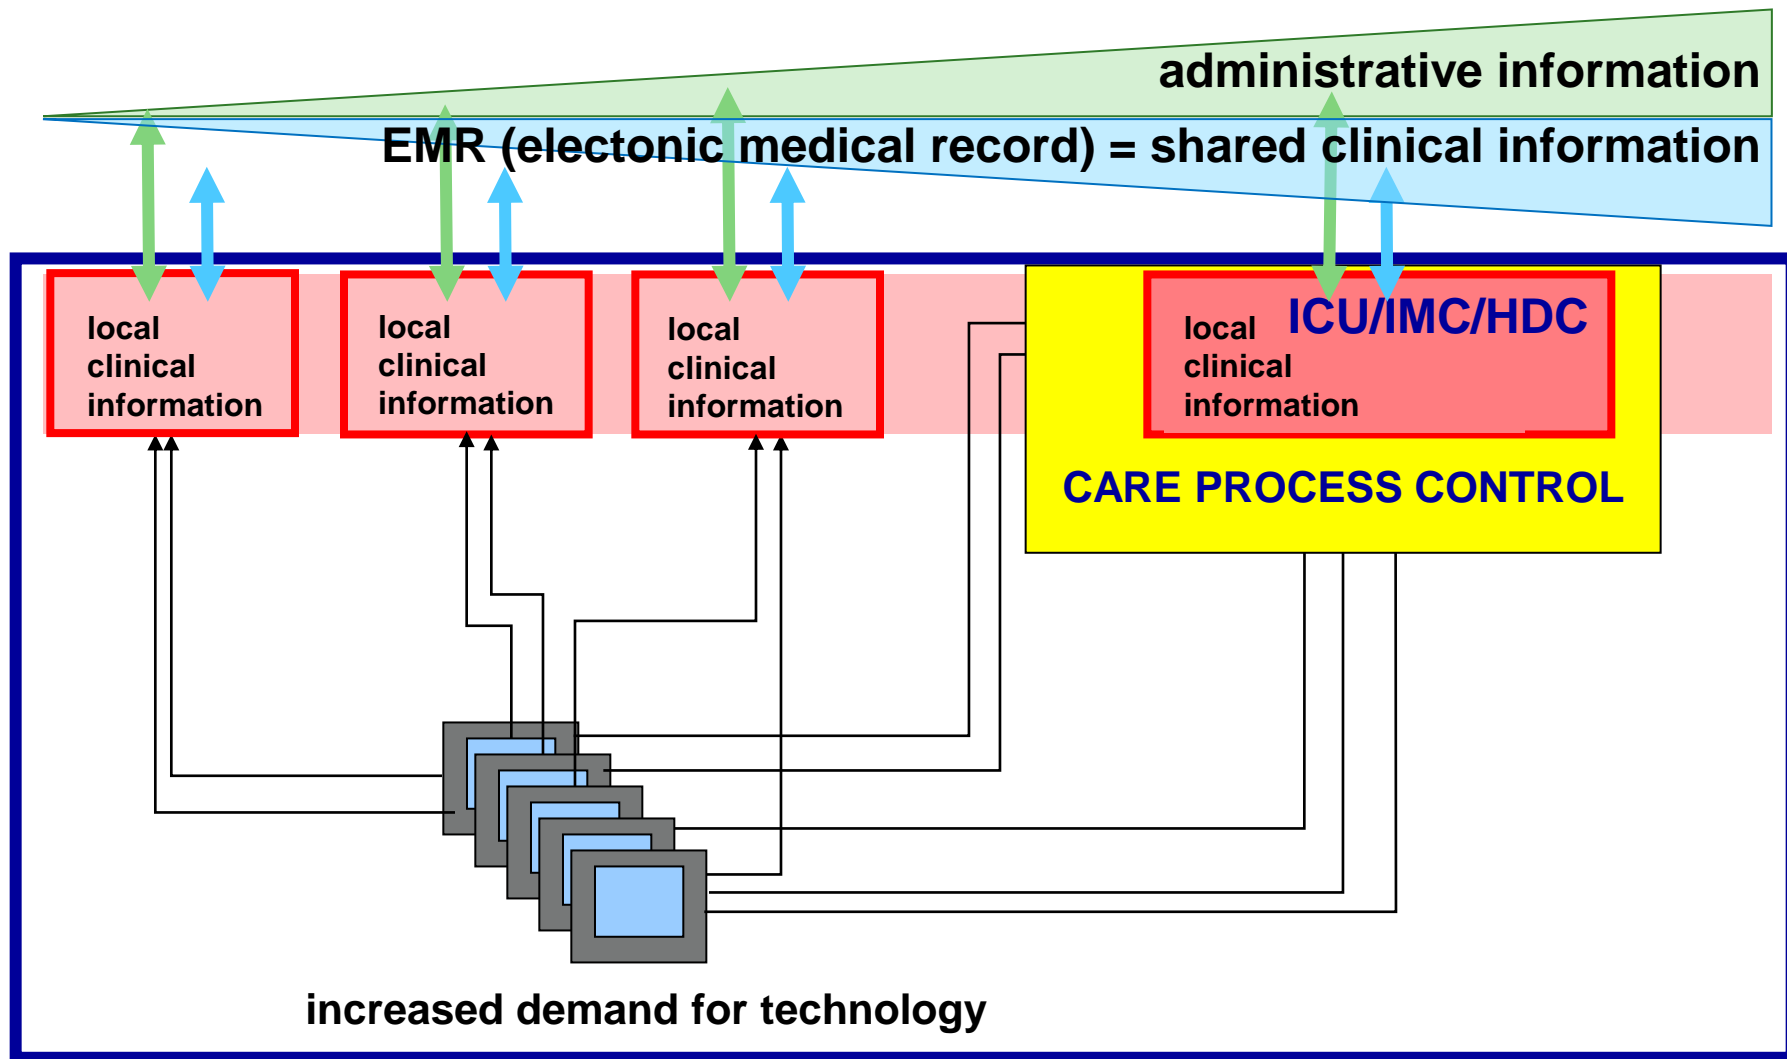 administrative information
EMR (electonic medical record) = shared clinical information
local
clinical
information
local
clinical
information
local
clinical
information
ICU/IMC/HDC
local
clinical
information
CARE PROCESS CONTROL
increased demand for technology